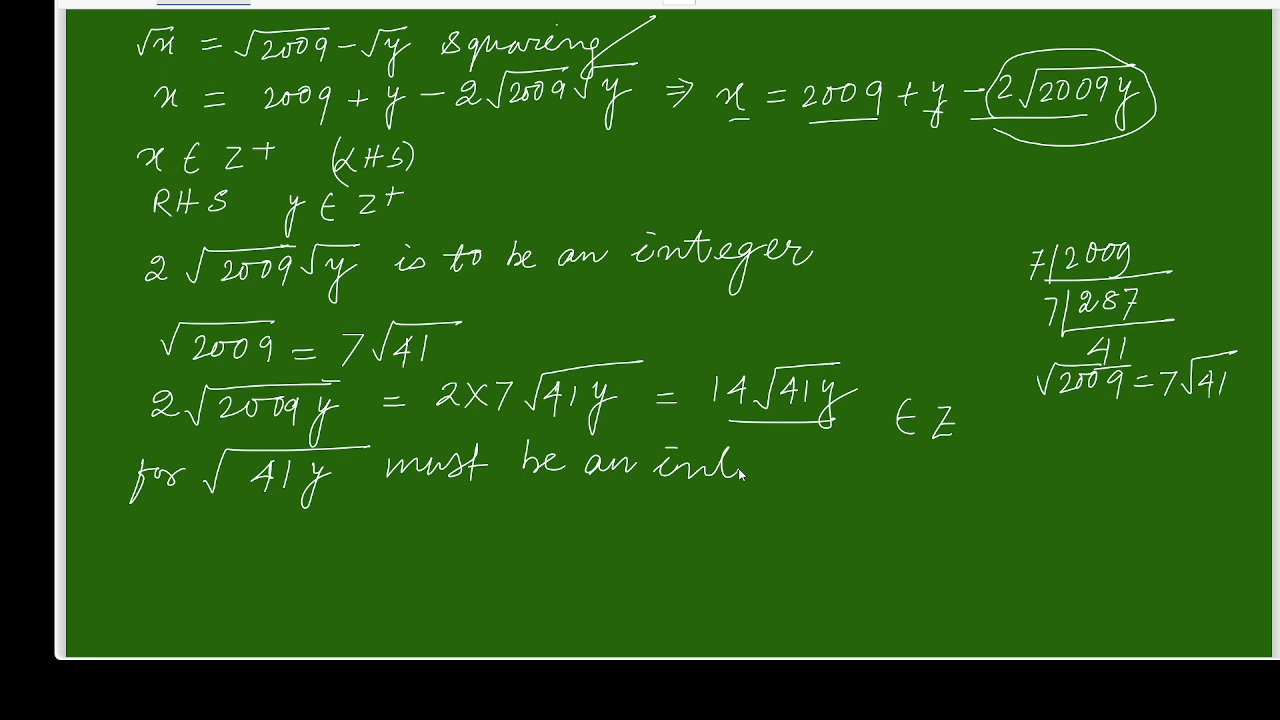 √x = √2009 - √y squaring
x = 2009 + y - 2√2009 √y ⇒ x = 2009 + y - 2√2009y
x ∈ Z+ (LHS)
RHS y ∈ Z+
2 √2009 √y is to be an integer
√2009 = 7√41
2√2009y = 2×7√41y = 14√41y ∈ Z
for √41y must be an int
7|2009
7|287
41
√2009 = 7√41